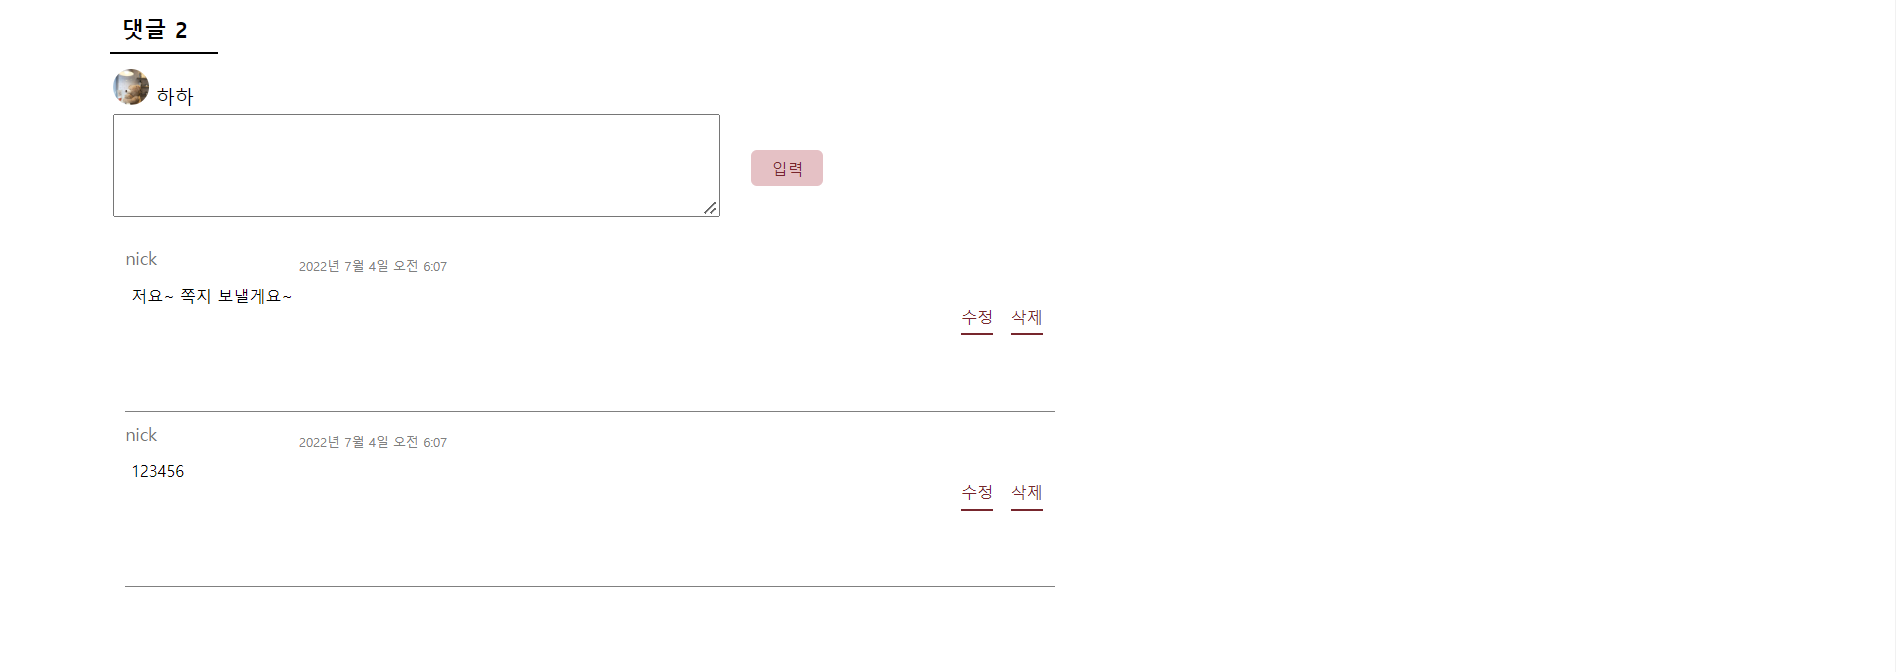 댓글 2
하하
입력
nick 2022년 7월 4일 오전 6:07
저요~ 쪽지 보낼게요~
수정 삭제
nick 2022년 7월 4일 오전 6:07
123456
수정 삭제